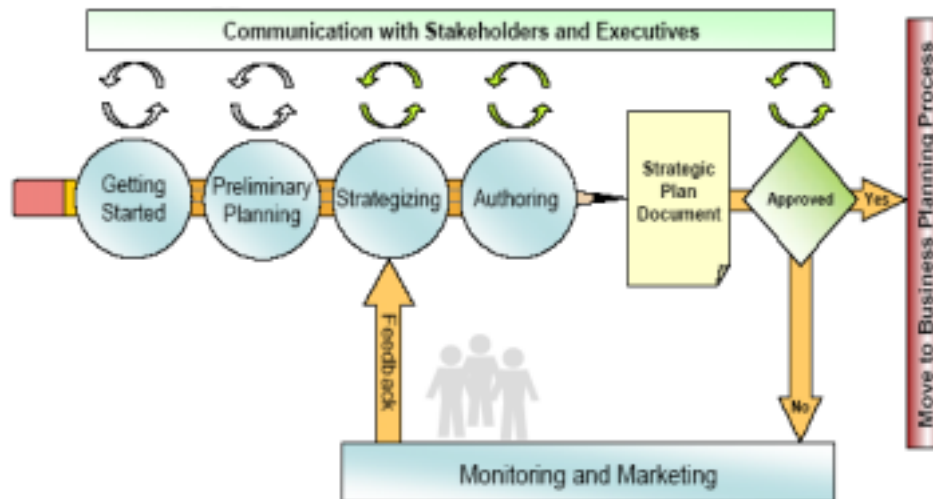 Communication with Stakeholders and Executives
Getting
Started
Preliminary
Planning
Strategizing
Authoring
Strategic
Plan
Document
Approved
Yes
Move to Business Planning Process
Feedback
No
Monitoring and Marketing